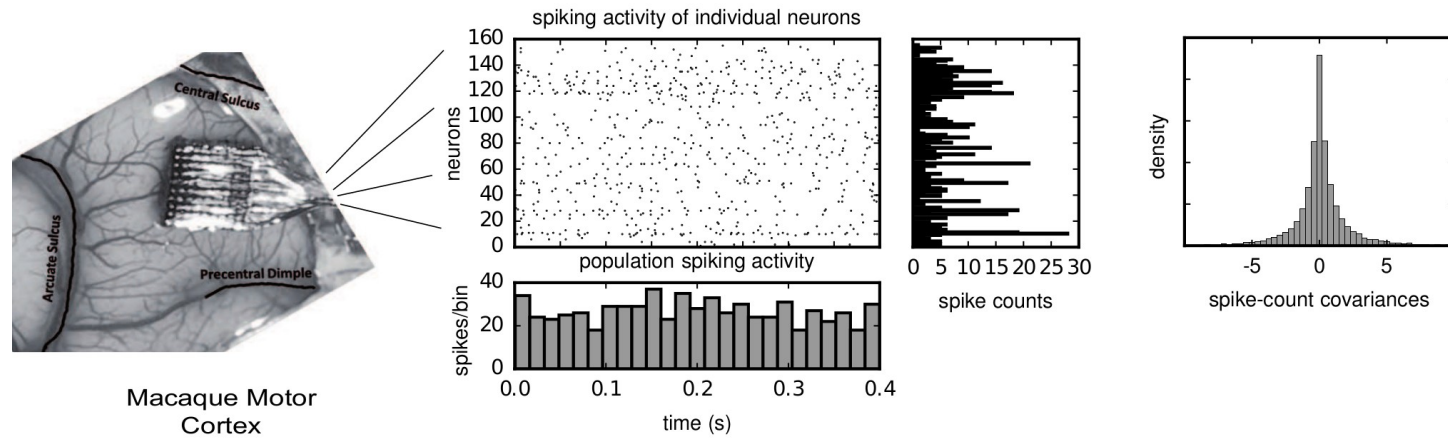 Central Sulcus
Arcuate Sulcus
Precentral Dimple
Macaque Motor
Cortex
spiking activity of individual neurons
neurons
160
140
120
100
80
60
40
20
0
population spiking activity
spikes/bin
40
20
0
0.0 0.1 0.2 0.3 0.4
time (s)
0 5 10 15 20 25 30
spike counts
density
-5 0 5
spike-count covariances